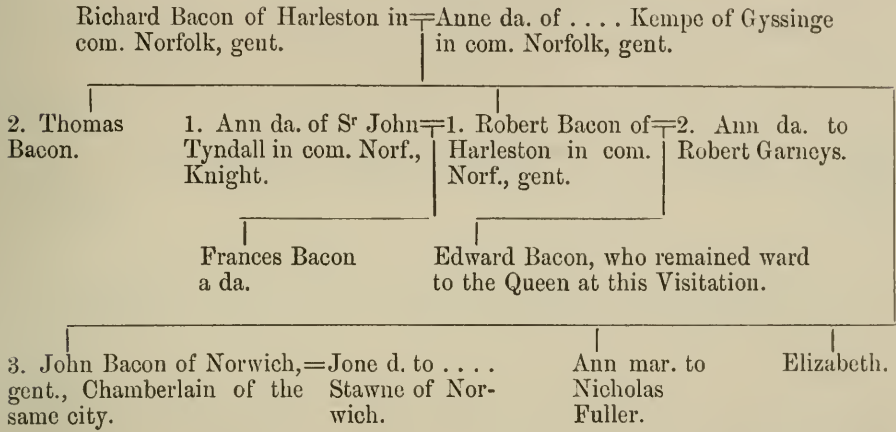 Richard Bacon of Harleston in=Anne da. of . . . . Kempe of Gyssinge
com. Norfolk, gent. in com. Norfolk, gent.
2. Thomas 1. Ann da. of Sʳ John=1. Robert Bacon of=2. Ann da. to
Bacon. Tyndall in com. Norf., Harleston in com. Robert Garneys.
Knight. Norf., gent.
Frances Bacon Edward Bacon, who remained ward
a da. to the Queen at this Visitation.
3. John Bacon of Norwich,=Jone d. to . . . . Ann mar. to Elizabeth.
gent., Chamberlain of the Stawne of Nor- Nicholas
same city. wich. Fuller.